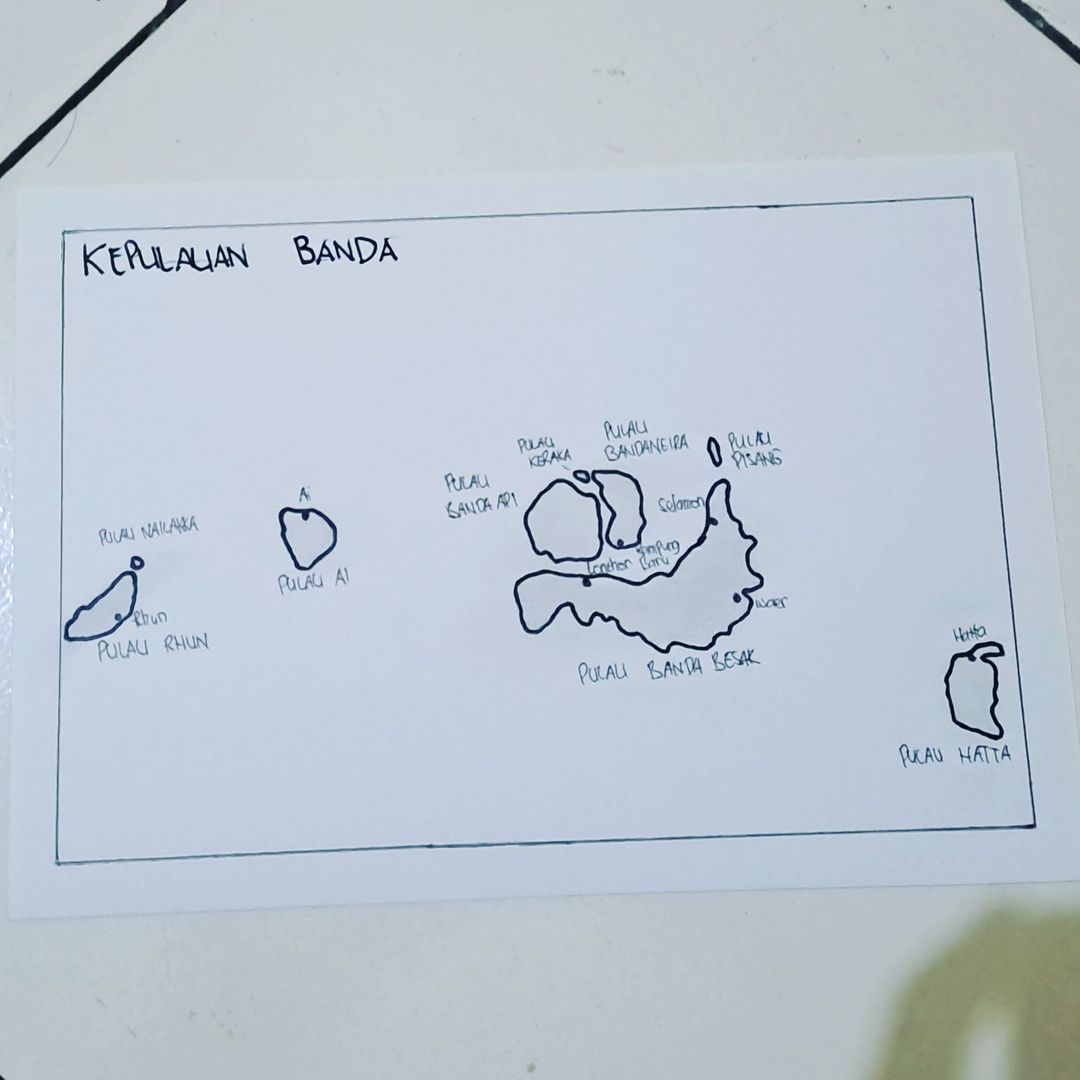 KEPULAUAN BANDA
PULAU
KERAKA
PULAU
BANDANEIRA
PULAU
PISANG
PULAU
BANDA API
Ai
PULAU AI
PULAU NAILAKKA
Rhun
PULAU RHUN
Selamon
Kampung
Baru
Lonthor
Waer
PULAU BANDA BESAR
Hatta
PULAU HATTA